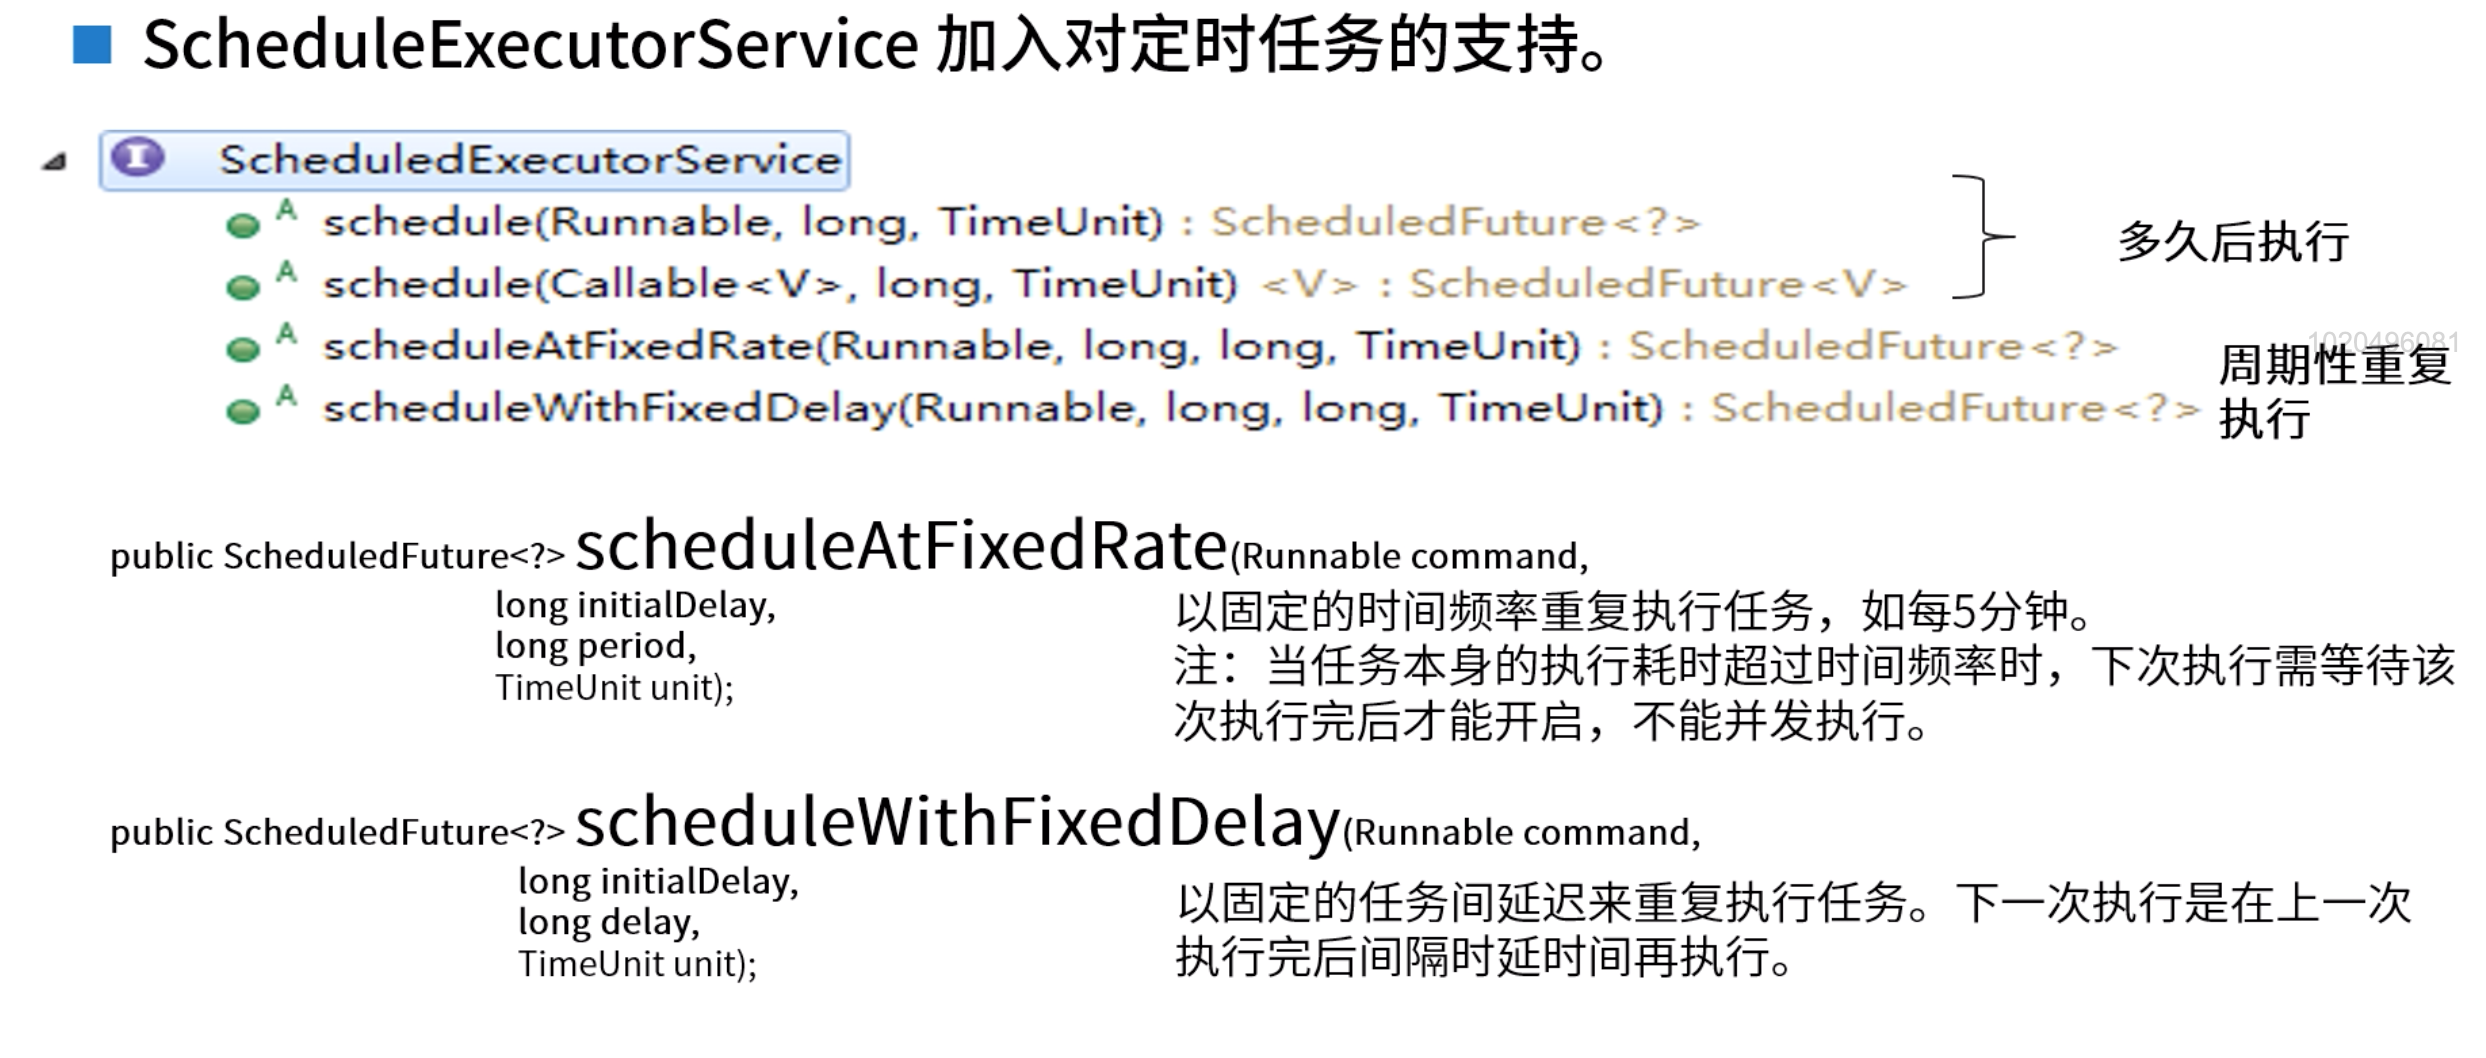 ScheduleExecutorService 加入对定时任务的支持。
ScheduledExecutorService
A schedule(Runnable, long, TimeUnit) : ScheduledFuture<?>
A schedule(Callable<V>, long, TimeUnit) <V> : ScheduledFuture<V>
多久后执行
A scheduleAtFixedRate(Runnable, long, long, TimeUnit) : ScheduledFuture<?>
A scheduleWithFixedDelay(Runnable, long, long, TimeUnit) : ScheduledFuture<?>
1020496081
周期性重复
执行
public ScheduledFuture<?> scheduleAtFixedRate(Runnable command,
long initialDelay,
long period,
TimeUnit unit);
以固定的时间频率重复执行任务，如每5分钟。
注：当任务本身的执行耗时超过时间频率时，下次执行需等待该
次执行完后才能开启，不能并发执行。
public ScheduledFuture<?> scheduleWithFixedDelay(Runnable command,
long initialDelay,
long delay,
TimeUnit unit);
以固定的任务间延迟来重复执行任务。下一次执行是在上一次
执行完后间隔时延时间再执行。